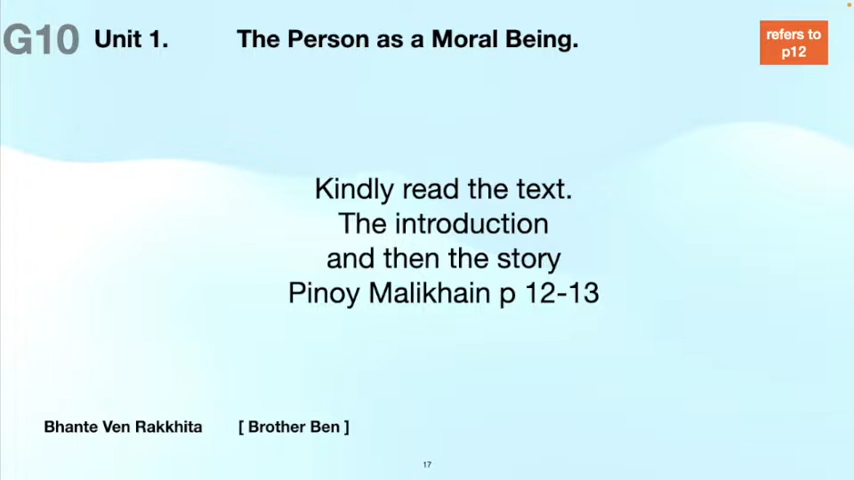 G10 Unit 1. The Person as a Moral Being.
refers to
p12
Kindly read the text.
The introduction
and then the story
Pinoy Malikhain p 12-13
Bhante Ven Rakkhita [ Brother Ben ]
17